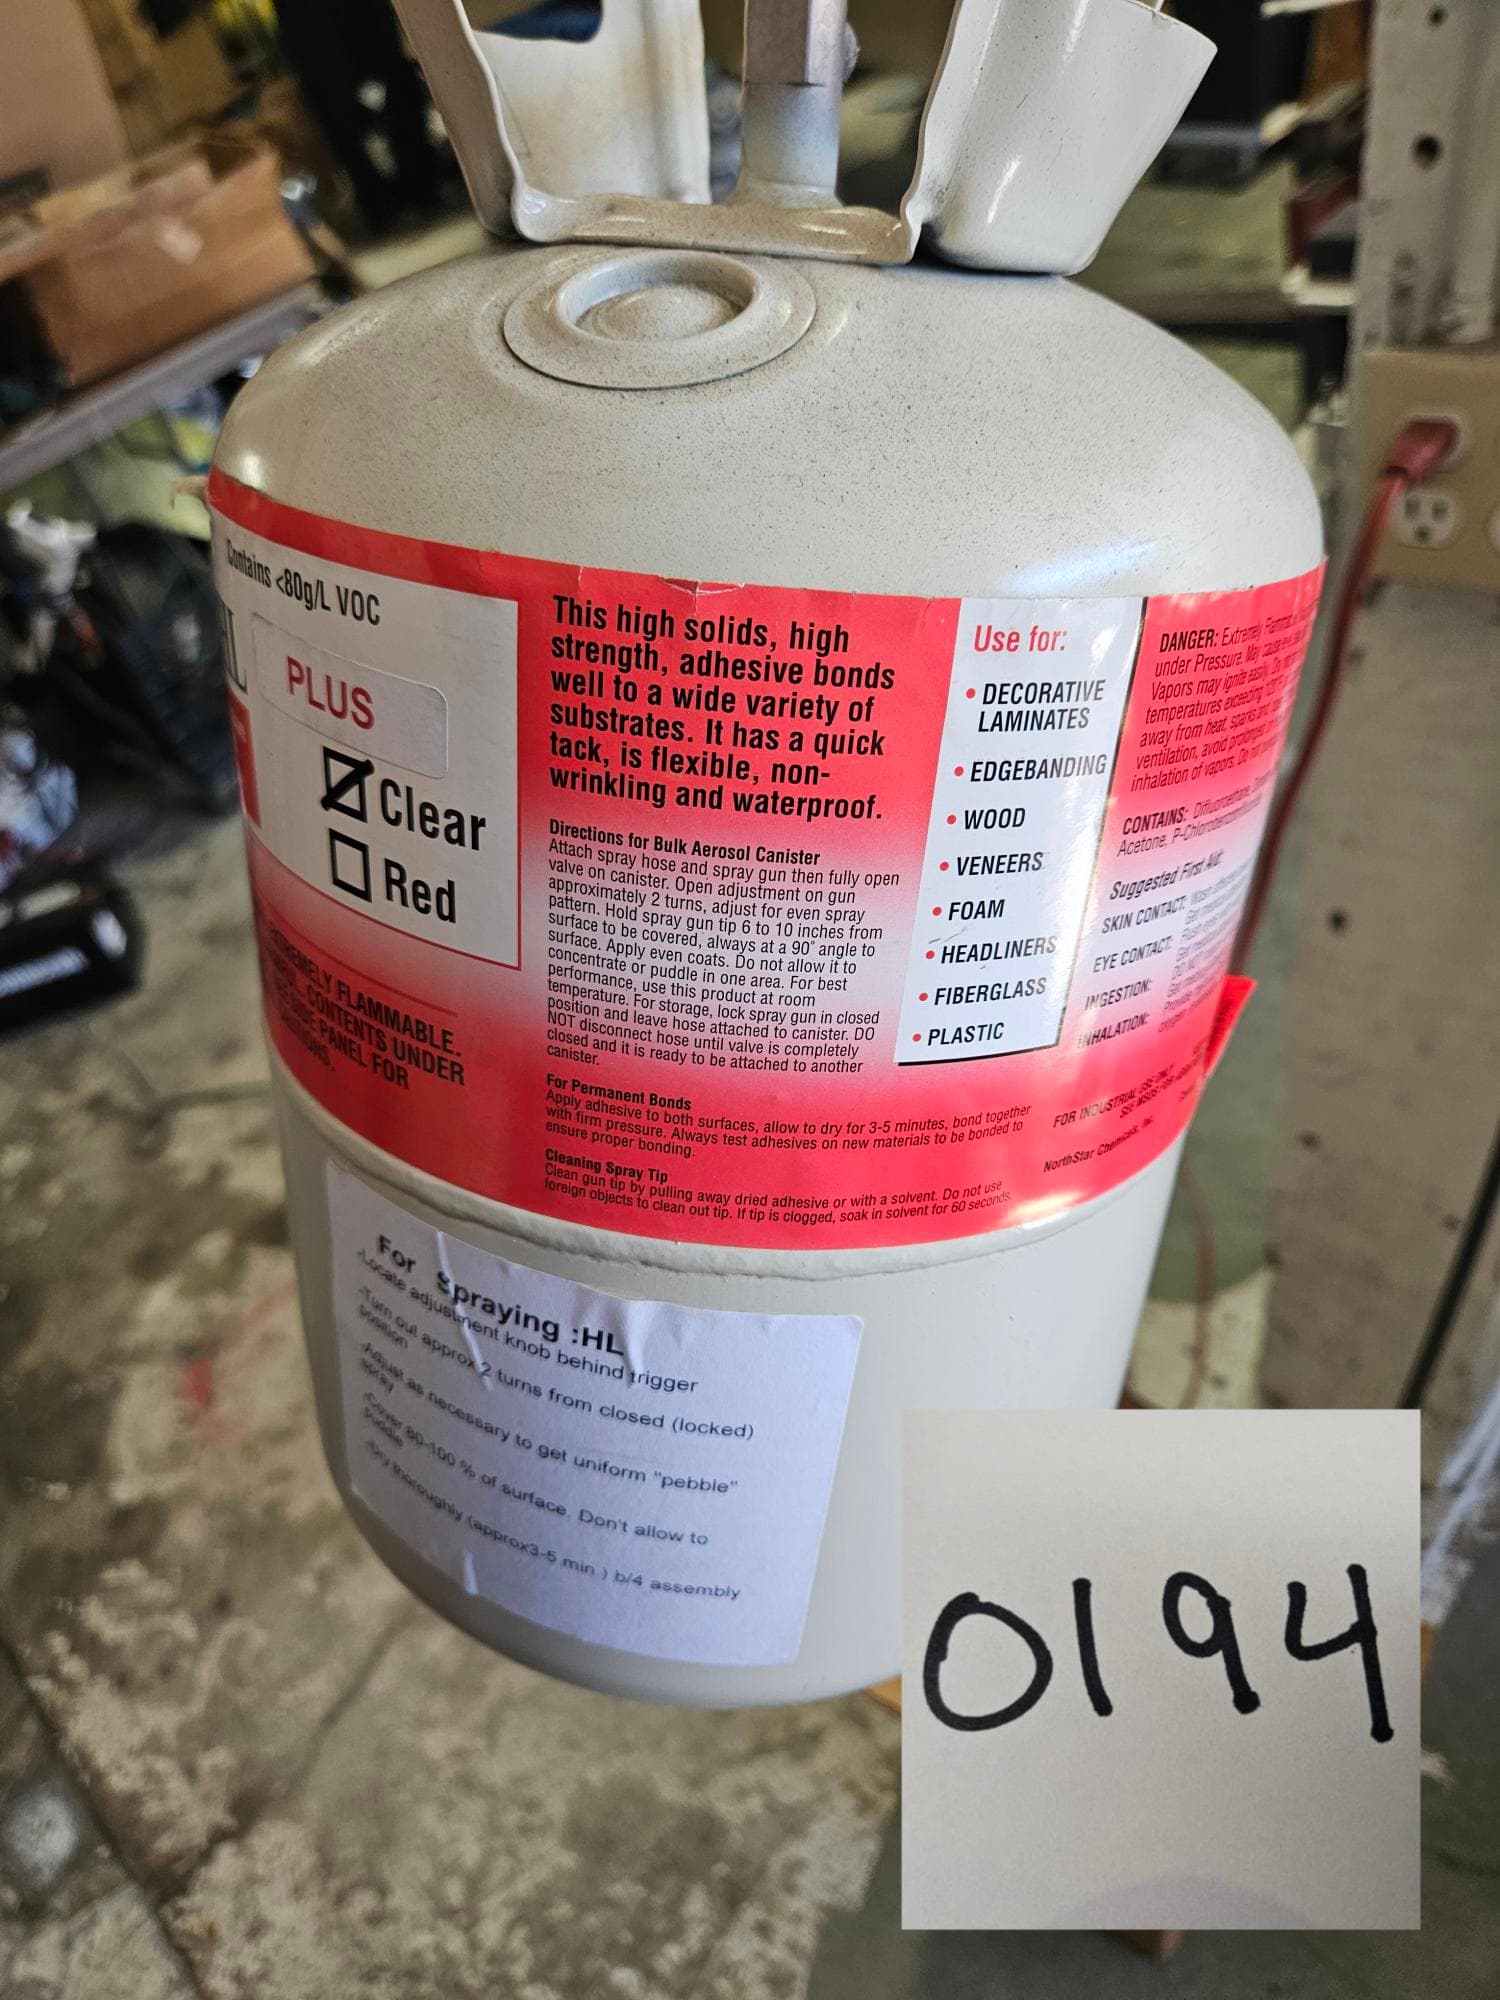 Contains <80g/L VOC
HL
PLUS
Clear
Red
EXTREMELY FLAMMABLE.
CONTENTS UNDER
SIDE PANEL FOR
This high solids, high
strength, adhesive bonds
well to a wide variety of
substrates. It has a quick
tack, is flexible, non-
wrinkling and waterproof.
Directions for Bulk Aerosol Canister
Attach spray hose and spray gun then fully open
valve on canister. Open adjustment on gun
approximately 2 turns, adjust for even spray
pattern. Hold spray gun tip 6 to 10 inches from
surface to be covered, always at a 90° angle to
surface. Apply even coats. Do not allow it to
concentrate or puddle in one area. For best
performance, use this product at room
temperature. For storage, lock spray gun in closed
position and leave hose attached to canister. DO
NOT disconnect hose until valve is completely
closed and it is ready to be attached to another
canister.
For Permanent Bonds
Apply adhesive to both surfaces, allow to dry for 3-5 minutes, bond together
with firm pressure. Always test adhesives on new materials to be bonded to
ensure proper bonding.
Cleaning Spray Tip
Clean gun tip by pulling away dried adhesive or with a solvent. Do not use
foreign objects to clean out tip. If tip is clogged, soak in solvent for 60 seconds.
Use for:
• DECORATIVE
LAMINATES
• EDGEBANDING
• WOOD
• VENEERS
• FOAM
• HEADLINERS
• FIBERGLASS
• PLASTIC
DANGER: Extremely
under Pressure. May
Vapors may ignite easily.
temperatures exceeding
away from heat, sparks
ventilation, avoid prolonged
inhalation of vapors. Do not
CONTAINS: Difluoroethane,
Acetone,
Suggested First Aid:
SKIN CONTACT:
EYE CONTACT:
INGESTION:
INHALATION:
FOR INDUSTRIAL USE ONLY
NorthStar Chemicals, Inc.
For Spraying :HL
-Locate adjustment knob behind trigger
-Turn out approx 2 turns from closed (locked)
position
-Adjust as necessary to get uniform "pebble"
spray
-Cover 80-100 % of surface. Don't allow to
puddle
-Dry thoroughly (approx3-5 min ) b/4 assembly
0194